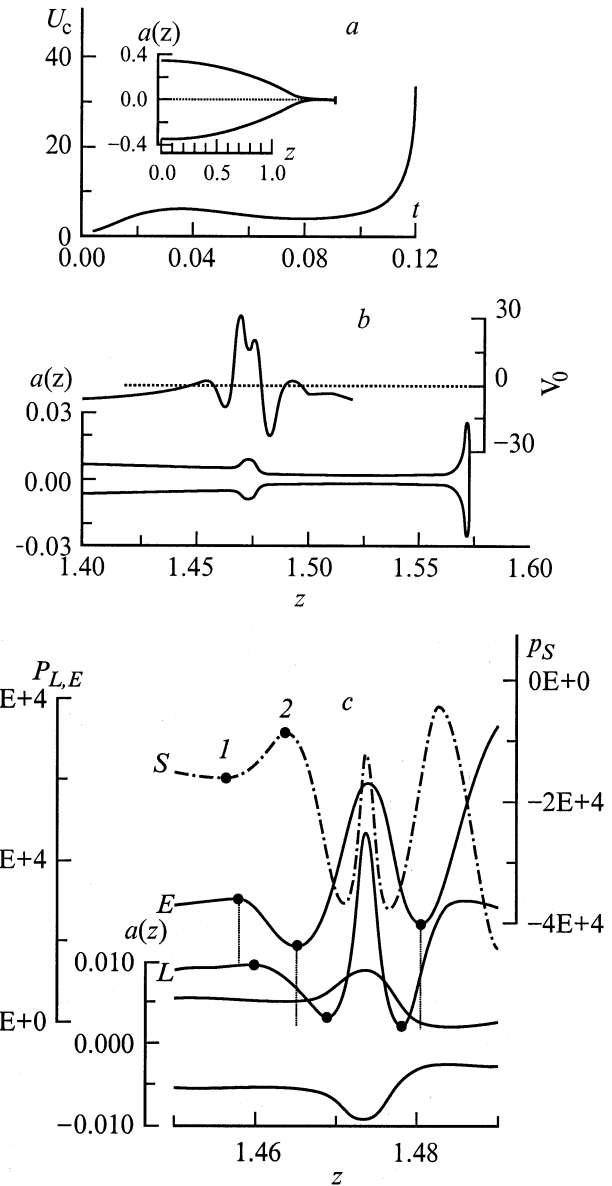 U_c
a(z)
a
40
0.4
0.0
20
−0.4
z
0.0
0.5
1.0
t
0
0.00
0.04
0.08
0.12
b
30
a(z)
0
V_0
0.03
−30
0.00
-0.03
1.40
1.45
1.50
1.55
1.60
z
P_{L,E}
p_S
E+4
0E+0
2
c
1
S
−2E+4
E+4
E
−4E+4
a(z)
0.010
L
E+0
0.000
−0.010
1.46
1.48
z